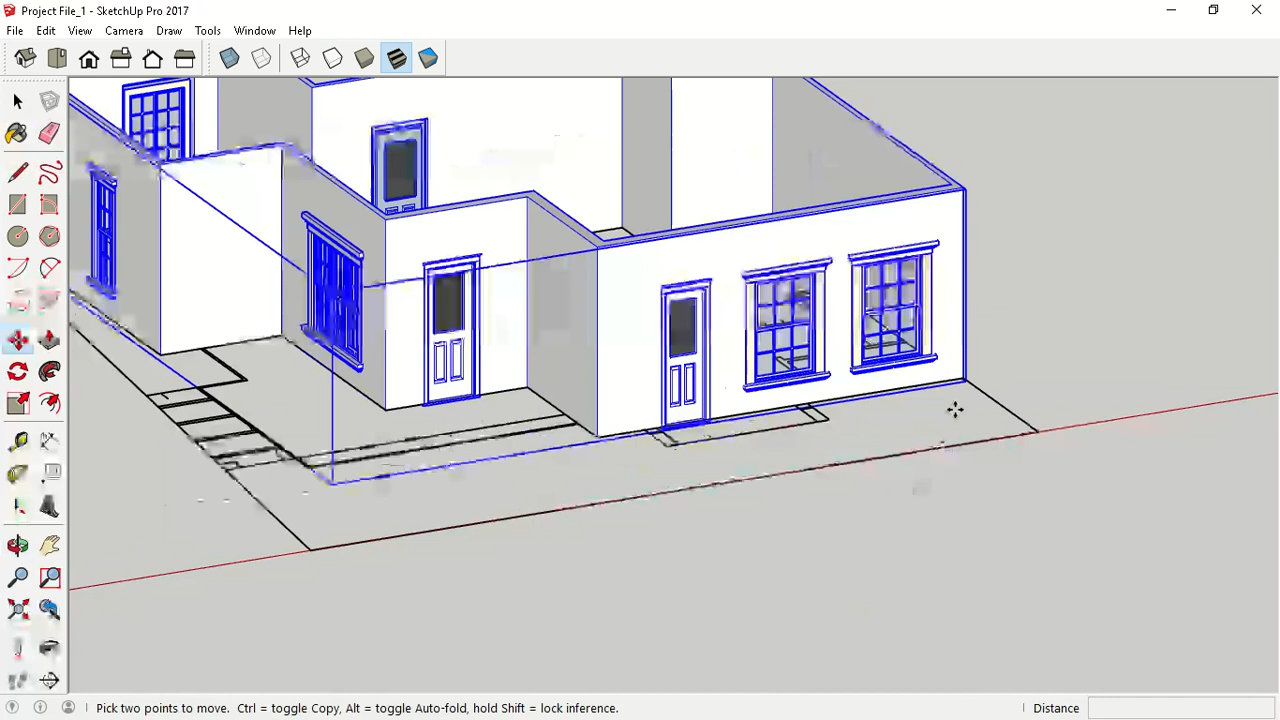 Project File_1 - SketchUp Pro 2017
File Edit View Camera Draw Tools Window Help
Pick two points to move. Ctrl = toggle Copy, Alt = toggle Auto-fold, hold Shift = lock inference.
Distance